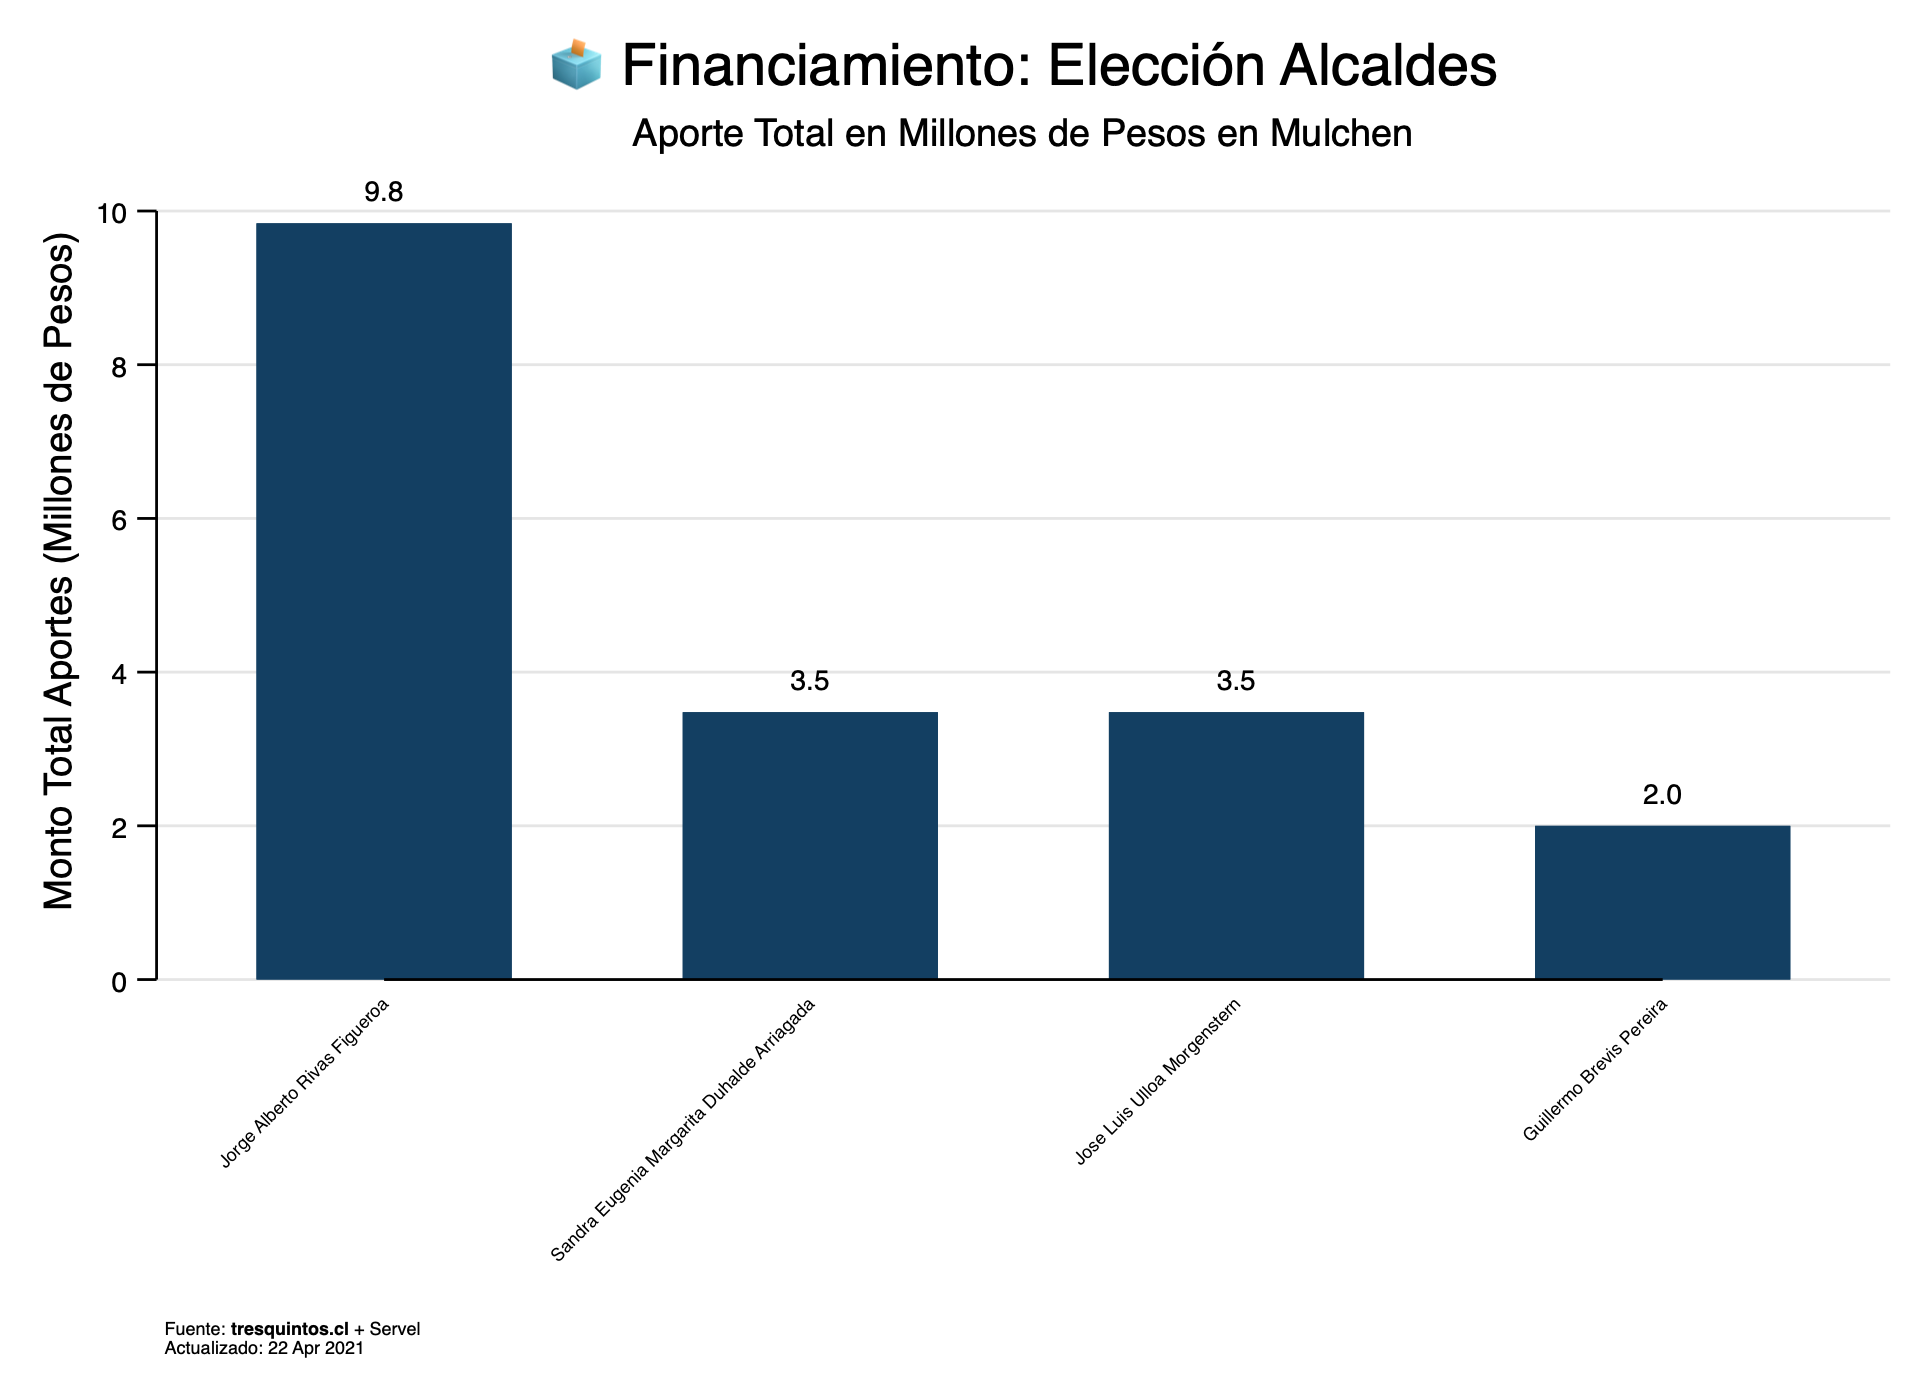 Financiamiento: Elección Alcaldes
Aporte Total en Millones de Pesos en Mulchen
Monto Total Aportes (Millones de Pesos)
10
8
6
4
2
0
9.8
3.5
3.5
2.0
Jorge Alberto Rivas Figueroa
Sandra Eugenia Margarita Duhalde Arriagada
Jose Luis Ulloa Morgenstern
Guillermo Brevis Pereira
Fuente: tresquintos.cl + Servel
Actualizado: 22 Apr 2021